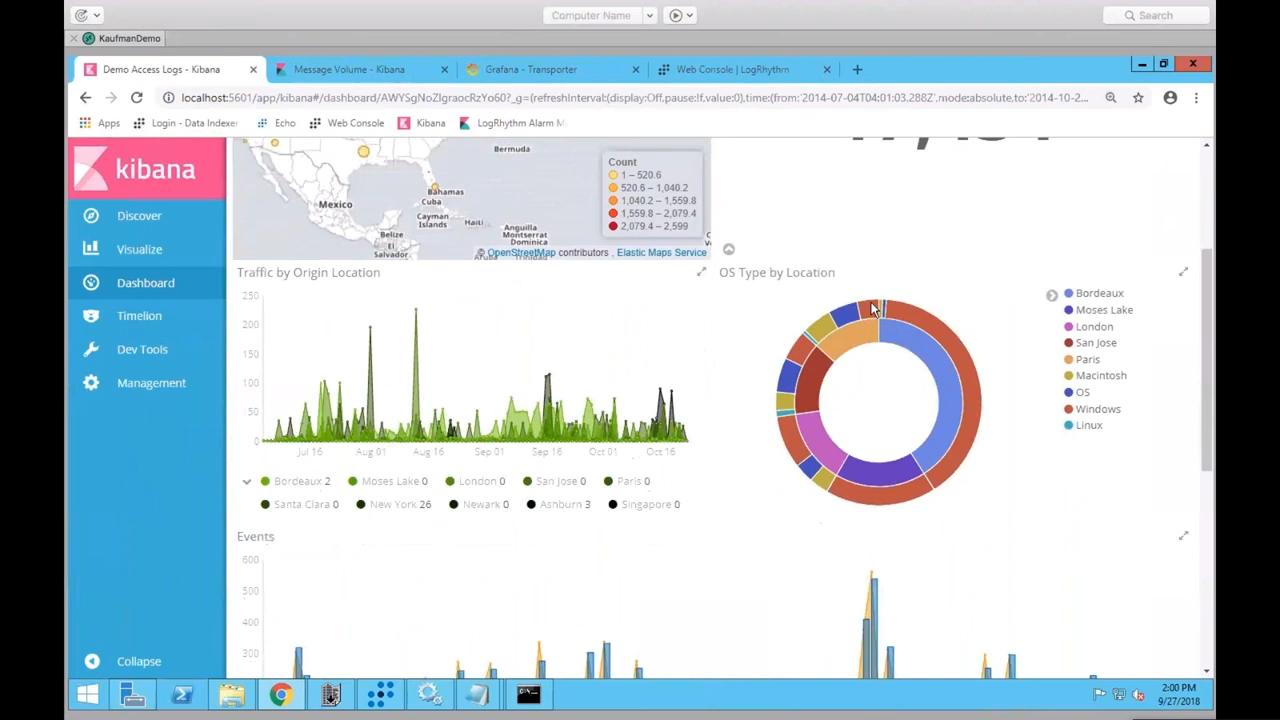 Computer Name
Search
KaufmanDemo
Demo Access Logs - Kibana
Message Volume - Kibana
Grafana - Transporter
Web Console | LogRhythm
localhost:5601/app/kibana#/dashboard/AWYSgNoZIgraocRzYo60?_g=(refreshInterval:(display:Off,pause:!f,value:0),time:(from:'2014-07-04T04:01:03.288Z',mode:absolute,to:'2014-10-2...
Apps
Login - Data Indexer
Echo
Web Console
Kibana
LogRhythm Alarm M
kibana
Discover
Visualize
Dashboard
Timelion
Dev Tools
Management
Collapse
Bermuda
Mexico
Bahamas
Cuba
Cayman
Islands
Haiti
Belize
El
Salvador
Anguilla
Montserrat
Dominica
Count
1 – 520.6
520.6 – 1,040.2
1,040.2 – 1,559.8
1,559.8 – 2,079.4
2,079.4 – 2,599
© OpenStreetMap contributors , Elastic Maps Service
Traffic by Origin Location
250
200
150
100
50
0
Jul 16
Aug 01
Aug 16
Sep 01
Sep 16
Oct 01
Oct 16
Bordeaux 2
Moses Lake 0
London 0
San Jose 0
Paris 0
Santa Clara 0
New York 26
Newark 0
Ashburn 3
Singapore 0
OS Type by Location
Bordeaux
Moses Lake
London
San Jose
Paris
Macintosh
OS
Windows
Linux
Events
600
500
400
300
2:00 PM
9/27/2018